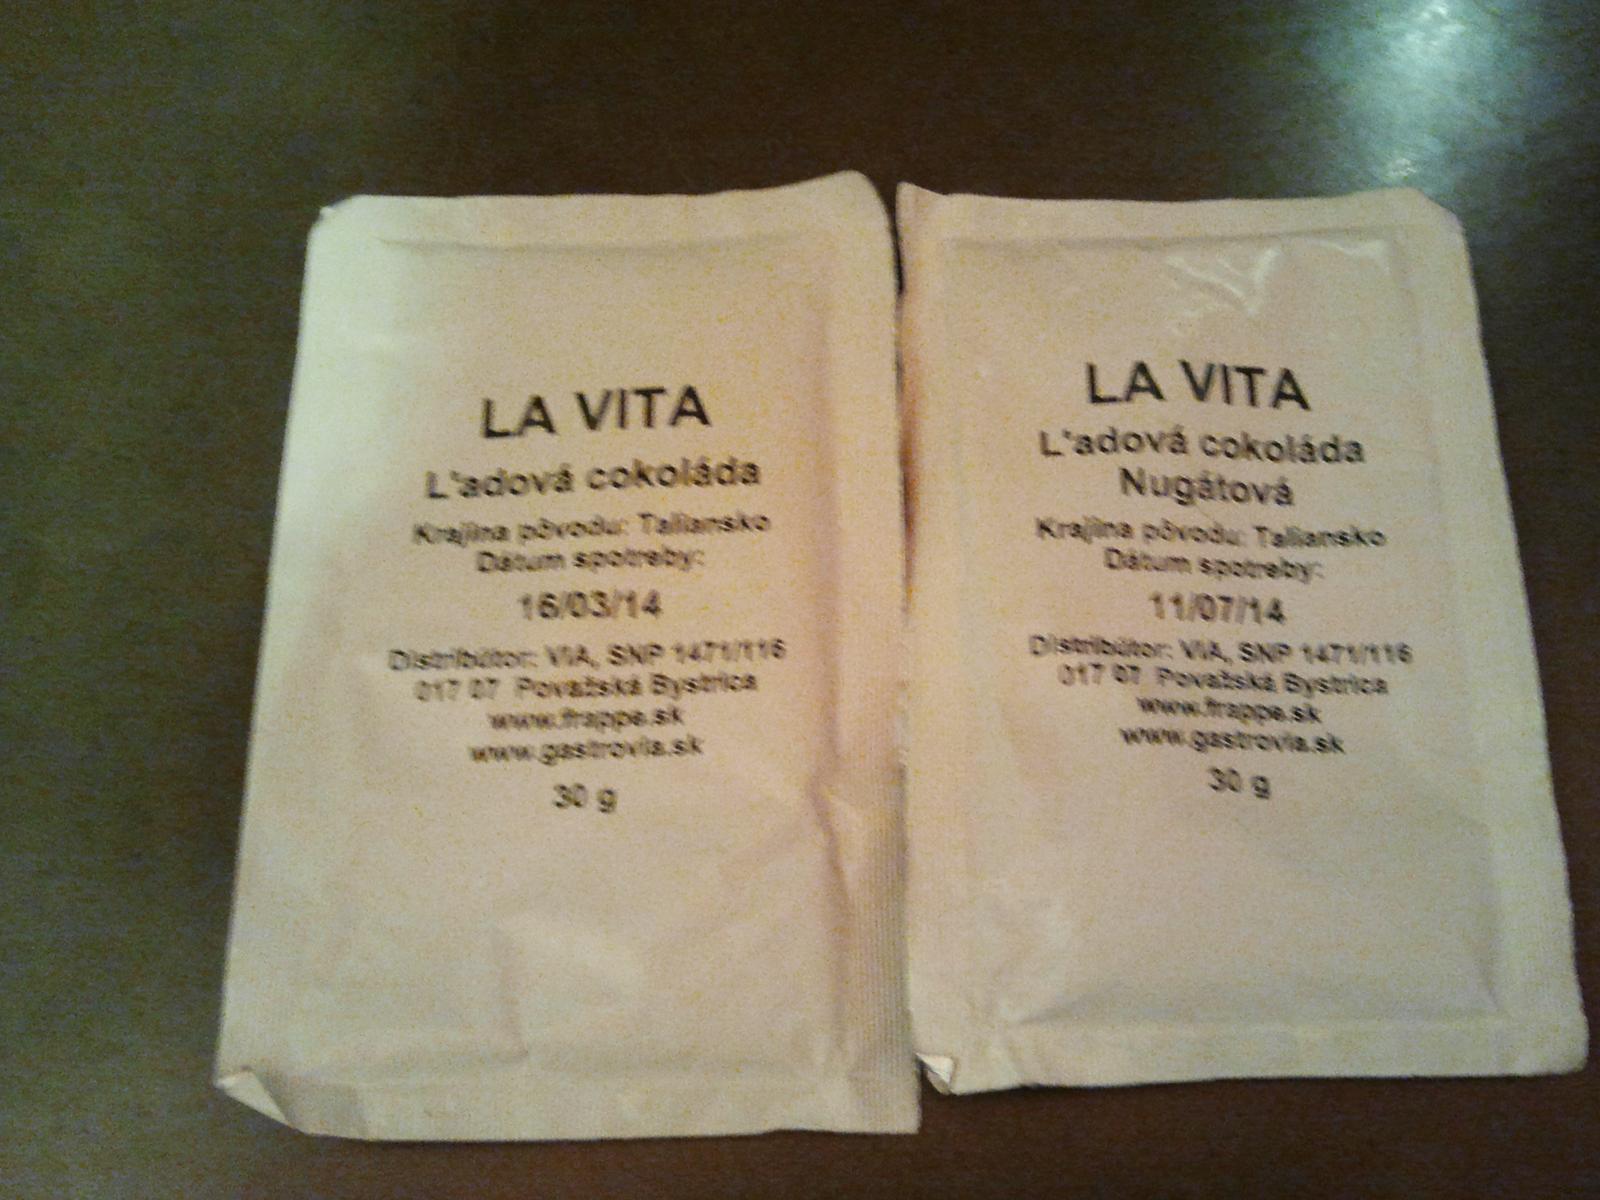 LA VITA
L'adová cokoláda
Krajina pôvodu: Taliansko
Dátum spotreby:
16/03/14
Distribútor: VIA, SNP 1471/116
017 07 Považská Bystrica
www.frappe.sk
www.gastrovia.sk
30 g
LA VITA
L'adová cokoláda
Nugátová
Krajina pôvodu: Taliansko
Dátum spotreby:
11/07/14
Distribútor: VIA, SNP 1471/116
017 07 Považská Bystrica
www.frappe.sk
www.gastrovia.sk
30 g